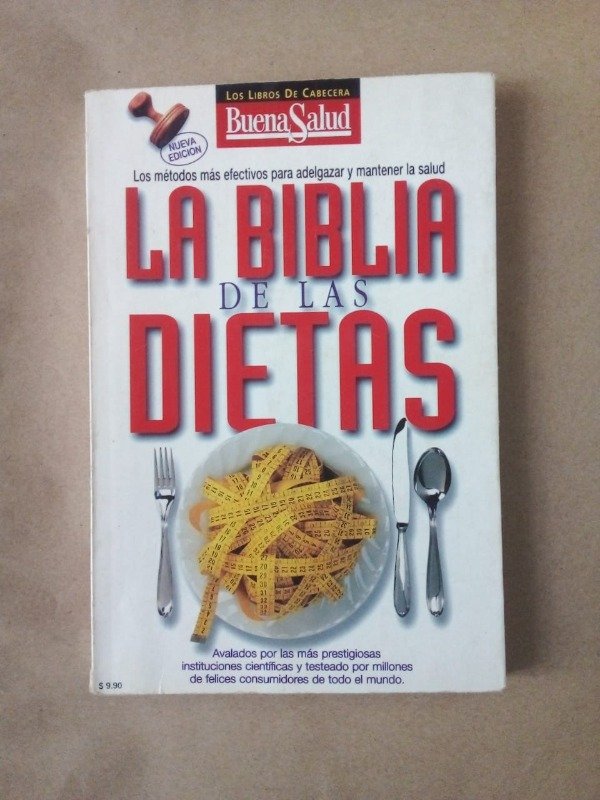 Los Libros De Cabecera
BuenaSalud
NUEVA
EDICION
Los métodos más efectivos para adelgazar y mantener la salud
LA BIBLIA
DE LAS
DIETAS
Avalados por las más prestigiosas
instituciones científicas y testeado por millones
de felices consumidores de todo el mundo.
$ 9,90